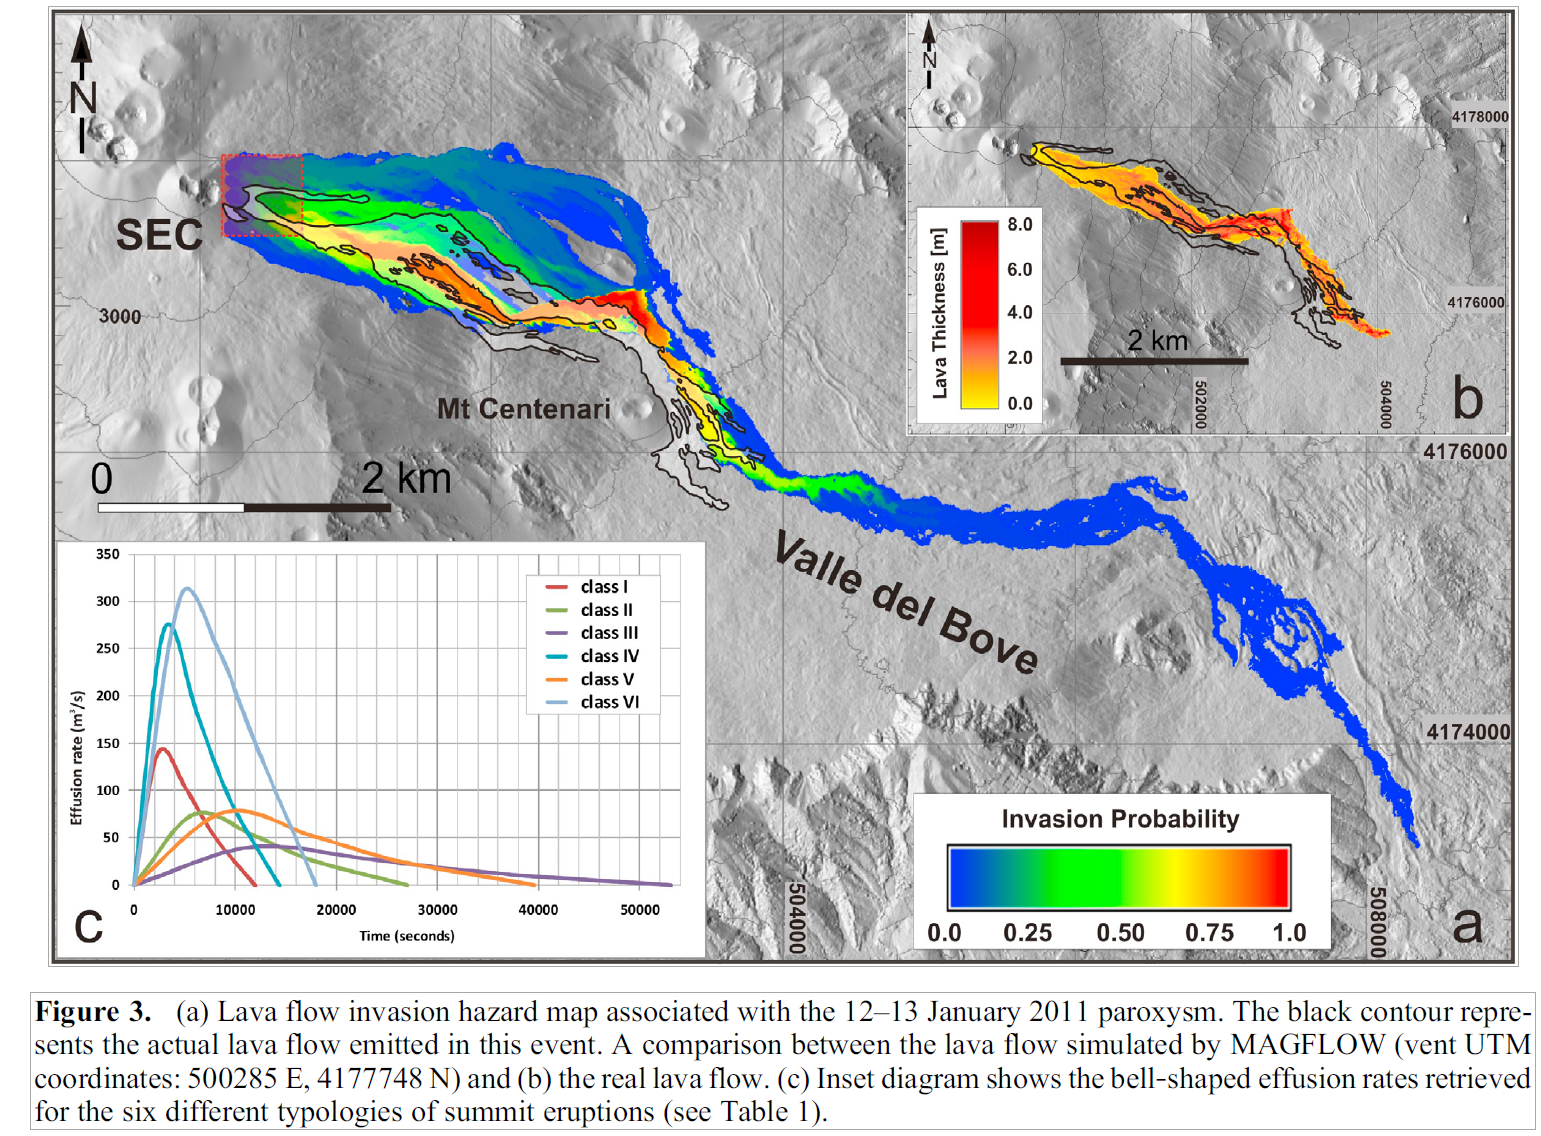 N
SEC
3000
Mt Centenari
0
2 km
Valle del Bove
4176000
4174000
504000
508000
a
Invasion Probability
0.0 0.25 0.50 0.75 1.0
N
4178000
4176000
502000
504000
2 km
b
Lava Thickness [m]
8.0
6.0
4.0
2.0
0.0
350
300
250
200
150
100
50
0
Effusion rate (m³/s)
class I
class II
class III
class IV
class V
class VI
0 10000 20000 30000 40000 50000
Time (seconds)
c
Figure 3. (a) Lava flow invasion hazard map associated with the 12–13 January 2011 paroxysm. The black contour repre-
sents the actual lava flow emitted in this event. A comparison between the lava flow simulated by MAGFLOW (vent UTM
coordinates: 500285 E, 4177748 N) and (b) the real lava flow. (c) Inset diagram shows the bell-shaped effusion rates retrieved
for the six different typologies of summit eruptions (see Table 1).